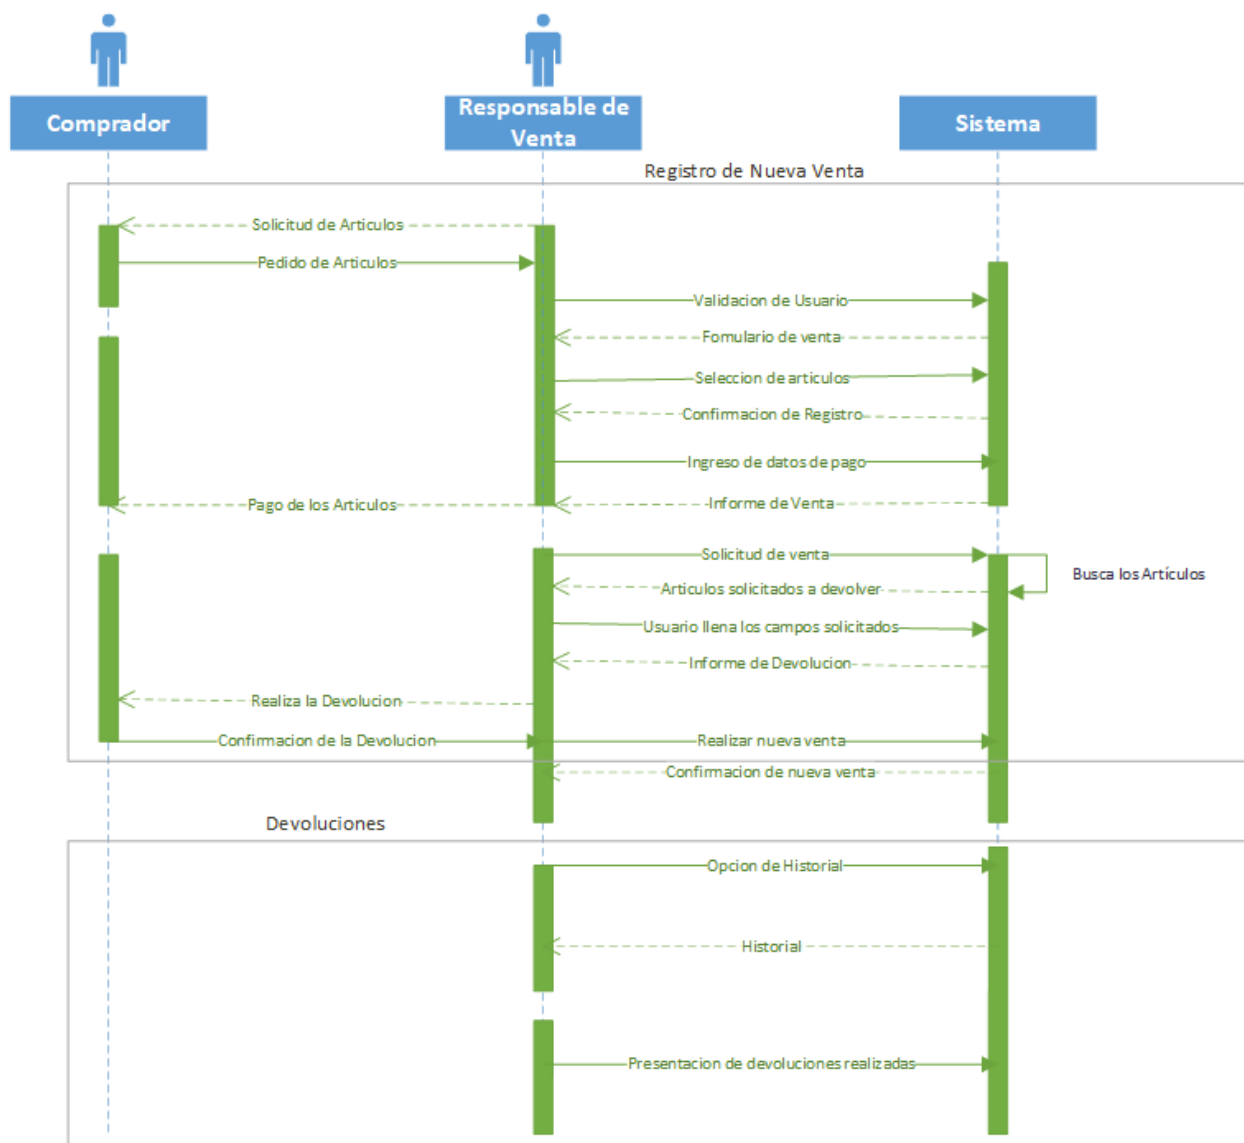 Comprador
Responsable de
Venta
Sistema
Registro de Nueva Venta
Solicitud de Articulos
Pedido de Articulos
Validacion de Usuario
Fomulario de venta
Seleccion de articulos
Confirmacion de Registro
Ingreso de datos de pago
Informe de Venta
Pago de los Articulos
Solicitud de venta
Busca los Artículos
Articulos solicitados a devolver
Usuario llena los campos solicitados
Informe de Devolucion
Realiza la Devolucion
Confirmacion de la Devolucion
Realizar nueva venta
Confirmacion de nueva venta
Devoluciones
Opcion de Historial
Historial
Presentacion de devoluciones realizadas